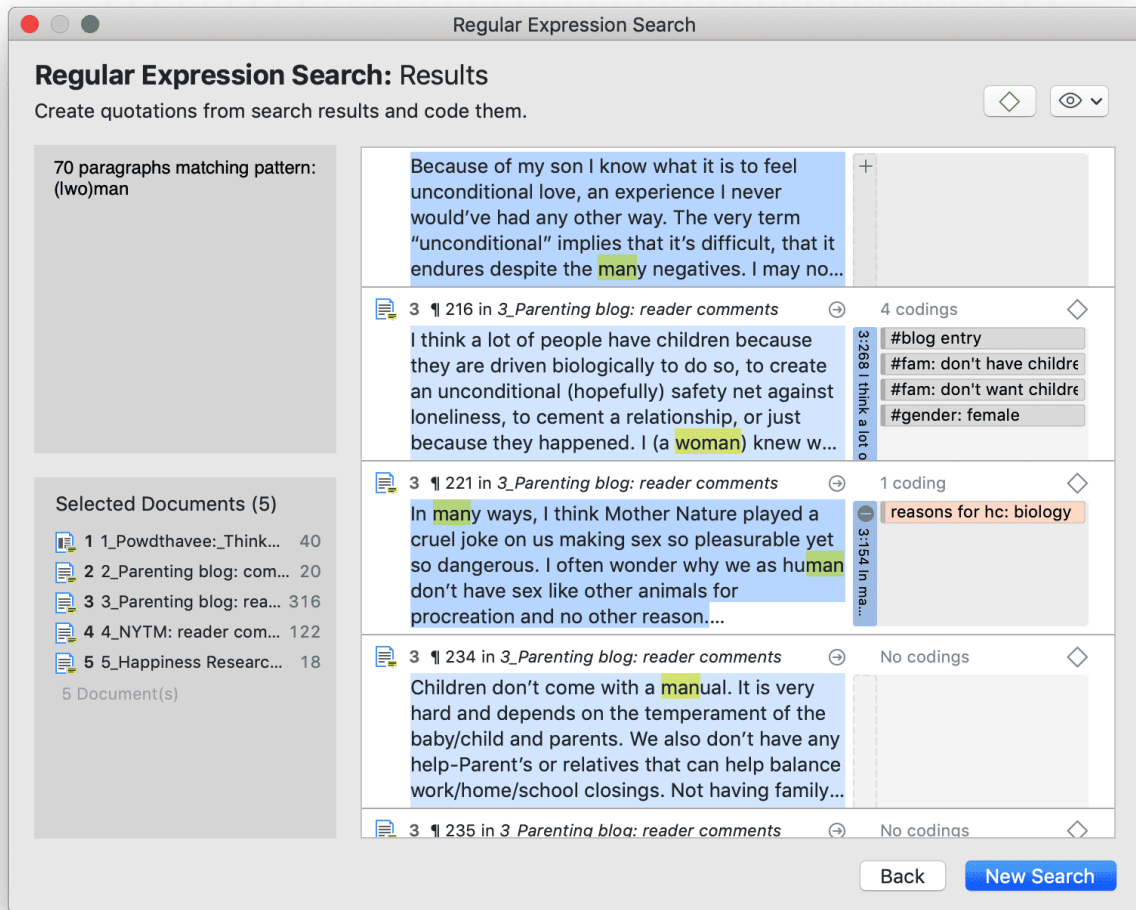 Regular Expression Search
Regular Expression Search: Results
Create quotations from search results and code them.
70 paragraphs matching pattern:
(|wo)man
Selected Documents (5)
1 1_Powdthavee:_Think... 40
2 2_Parenting blog: com... 20
3 3_Parenting blog: rea... 316
4 4_NYTM: reader com... 122
5 5_Happiness Researc... 18
5 Document(s)
Because of my son I know what it is to feel
unconditional love, an experience I never
would’ve had any other way. The very term
“unconditional” implies that it’s difficult, that it
endures despite the many negatives. I may no...
3 ¶ 216 in 3_Parenting blog: reader comments
4 codings
I think a lot of people have children because
they are driven biologically to do so, to create
an unconditional (hopefully) safety net against
loneliness, to cement a relationship, or just
because they happened. I (a woman) knew w...
3:268 I think a lot o
#blog entry
#fam: don't have childre
#fam: don't want childre
#gender: female
3 ¶ 221 in 3_Parenting blog: reader comments
1 coding
In many ways, I think Mother Nature played a
cruel joke on us making sex so pleasurable yet
so dangerous. I often wonder why we as human
don’t have sex like other animals for
procreation and no other reason....
3:154 In ma...
reasons for hc: biology
3 ¶ 234 in 3_Parenting blog: reader comments
No codings
Children don’t come with a manual. It is very
hard and depends on the temperament of the
baby/child and parents. We also don’t have any
help-Parent’s or relatives that can help balance
work/home/school closings. Not having family...
3 ¶ 235 in 3_Parenting blog: reader comments
No codings
Back
New Search